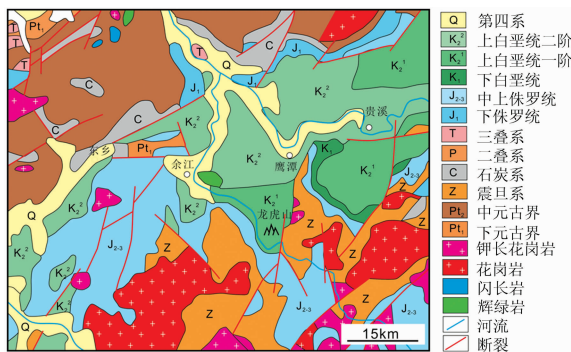 Pt₁
T
T
T
C
Q
C
J₁
J₁
J₁
K₂²
K₂¹
C
C
K₂²
贵溪
C
东乡
Pt₁
余江
K₂²
鹰潭
K₁
K₂¹
J₂₋₃
Z
Q
K₂²
K₂²
K₂¹
龙虎山
Z
J₂₋₃
Z
K₂²
K₂²
K₂²
J₂₋₃
Z
J₂₋₃
Z
Z
J₂₋₃
Q
15km
Q 第四系
K₂² 上白垩统二阶
K₂¹ 上白垩统一阶
K₁ 下白垩统
J₂₋₃ 中上侏罗统
J₁ 下侏罗统
T 三叠系
P 二叠系
C 石炭系
Z 震旦系
Pt₂ 中元古界
Pt₁ 下元古界
钾长花岗岩
花岗岩
闪长岩
辉绿岩
河流
断裂